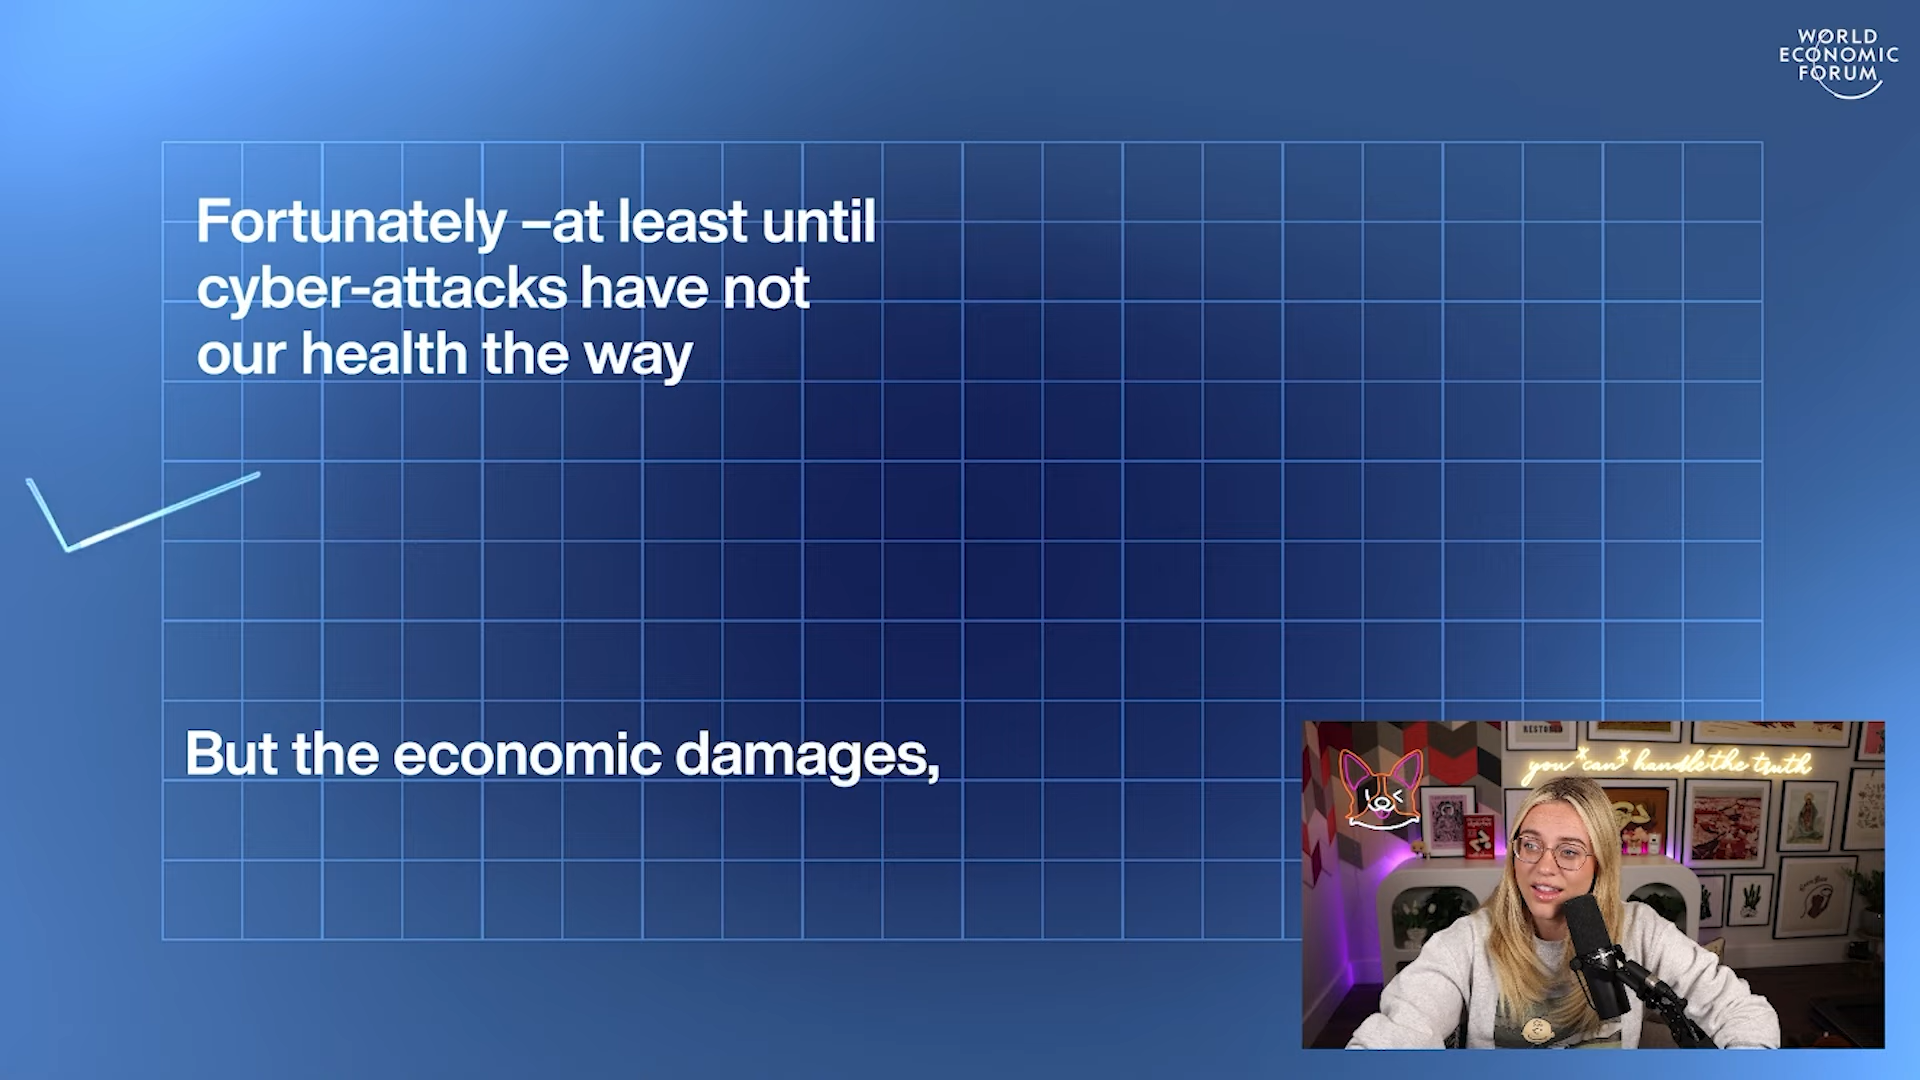 WORLD
ECONOMIC
FORUM
Fortunately –at least until
cyber-attacks have not
our health the way
But the economic damages,
RESTORED
you *can* handle the truth